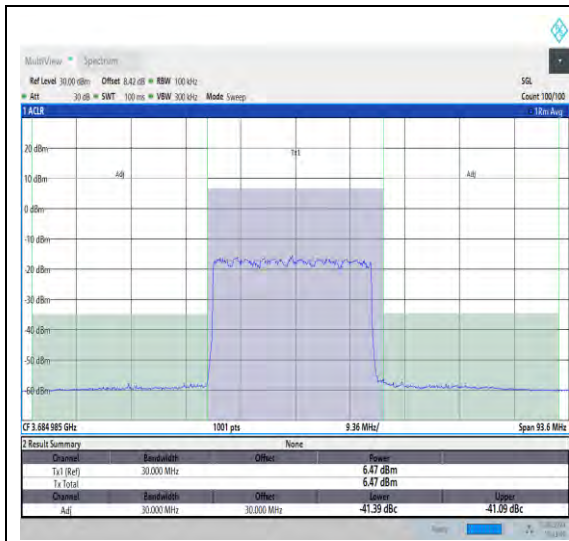 MultiView Spectrum
Ref Level 30.00 dBm Offset 8.42 dB RBW 100 kHz SGL
Att 30 dB SWT 100 ms VBW 300 kHz Mode Sweep Count 100/100
1 ACLR 1Rm Avg
Tx1
20 dBm
Adj Adj
10 dBm
0 dBm
-10 dBm
-20 dBm
-30 dBm
-40 dBm
-50 dBm
-60 dBm
CF 3.684 985 GHz 1001 pts 9.36 MHz/ Span 93.6 MHz
2 Result Summary None
Channel Bandwidth Offset Power
Tx1 (Ref) 30.000 MHz 6.47 dBm
Tx Total 6.47 dBm
Channel Bandwidth Offset Lower Upper
Adj 30.000 MHz 30.000 MHz -41.39 dBc -41.09 dBc